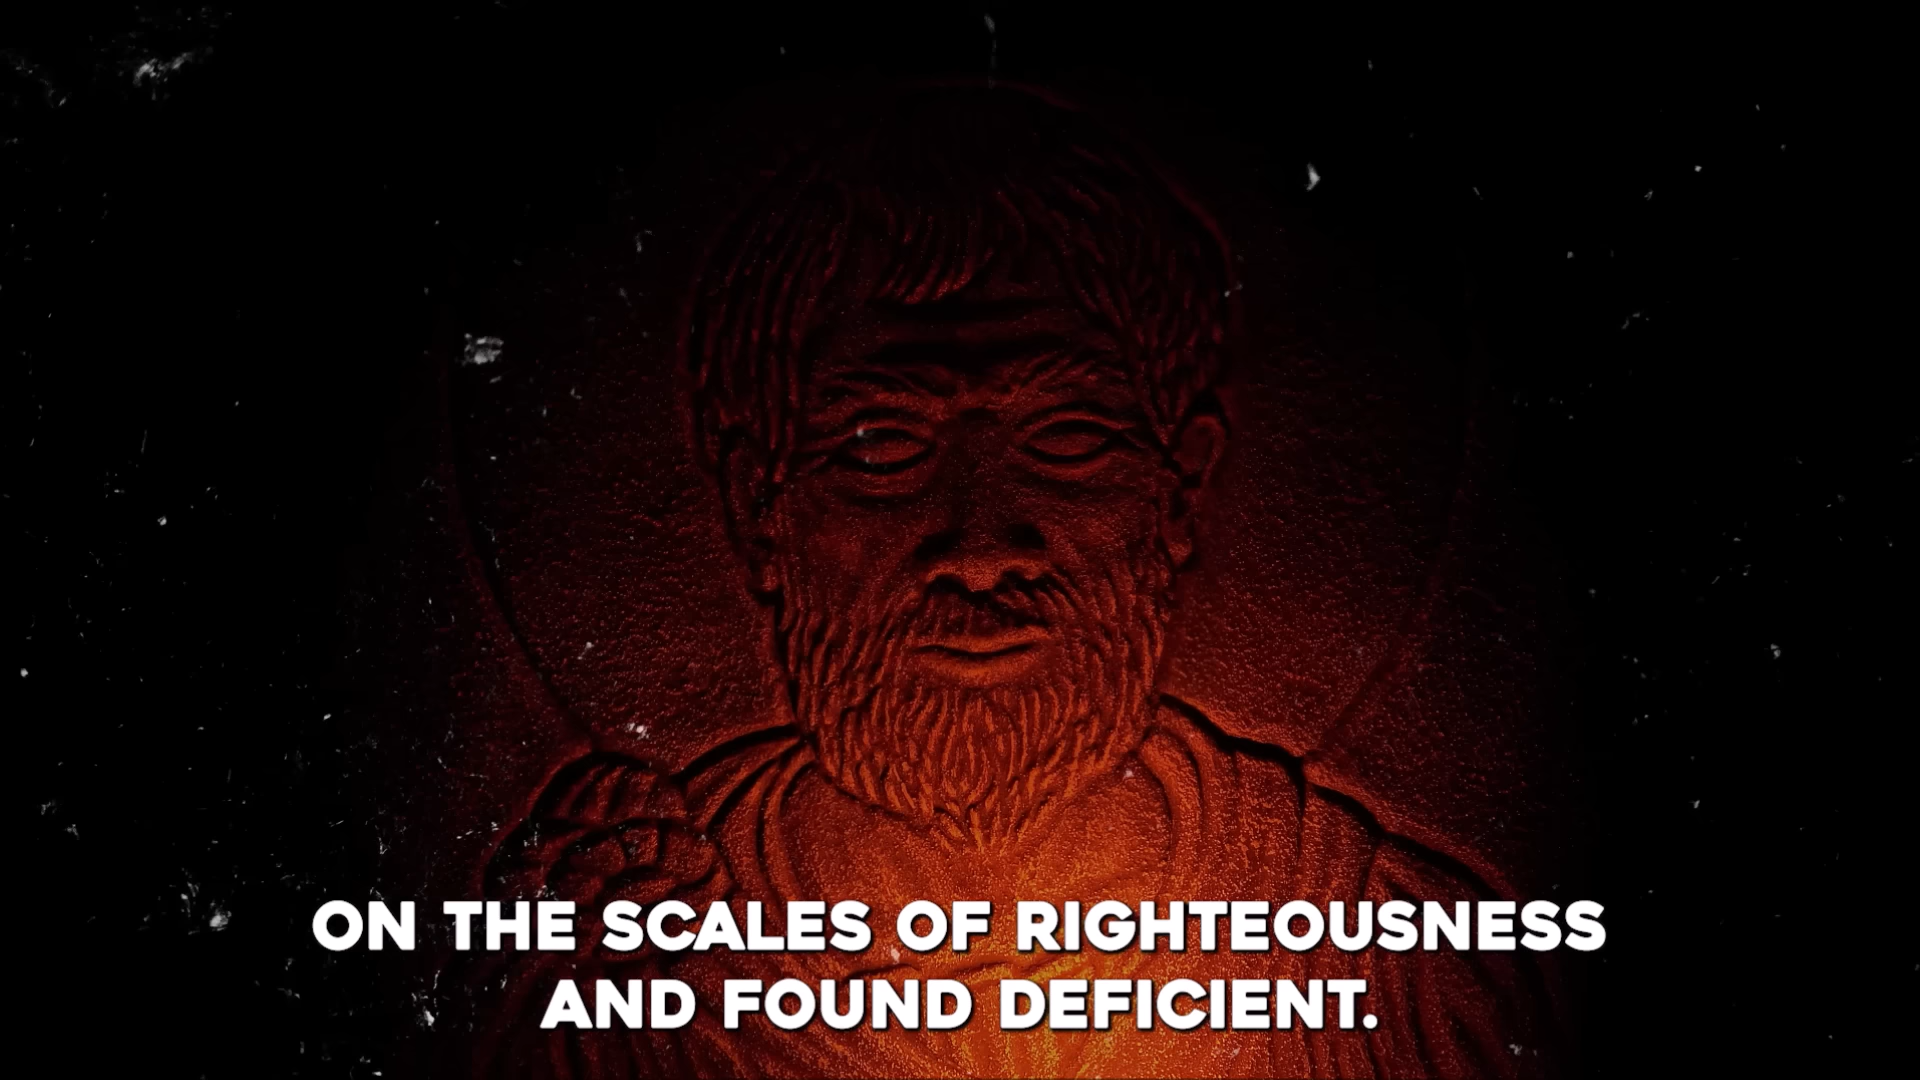 ON THE SCALES OF RIGHTEOUSNESS
AND FOUND DEFICIENT.